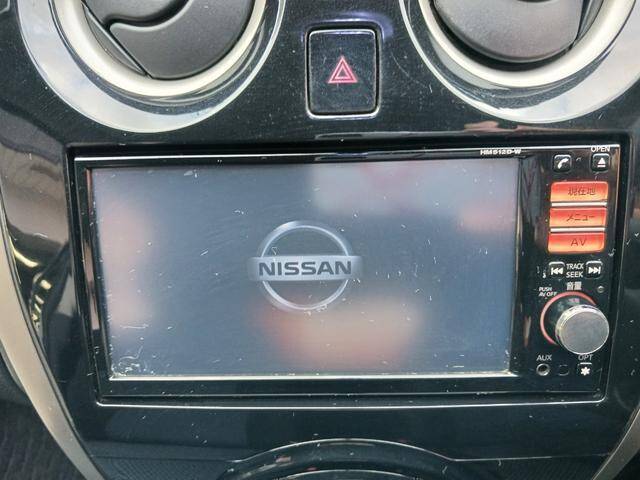 HM512D-W
OPEN
現在地
メニュー
AV
TRACK
SEEK
音量
PUSH
AV OFF
NISSAN
AUX
OPT